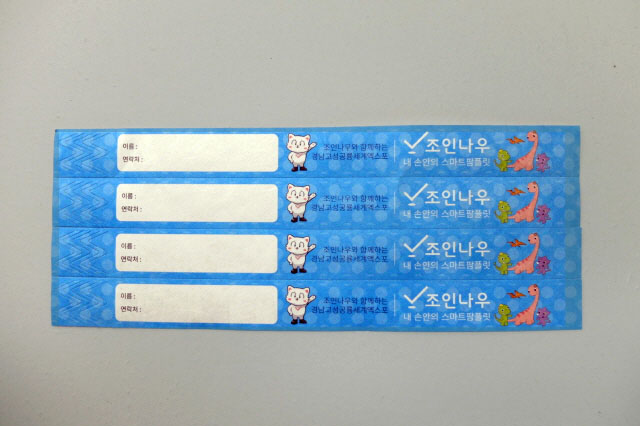 이름 :
연락처 :
조인나우와 함께하는
경남고성공룡세계엑스포
조인나우
내 손안의 스마트팜플릿
이름 :
연락처 :
조인나우와 함께하는
경남고성공룡세계엑스포
조인나우
내 손안의 스마트팜플릿
이름 :
연락처 :
조인나우와 함께하는
경남고성공룡세계엑스포
조인나우
내 손안의 스마트팜플릿
이름 :
연락처 :
조인나우와 함께하는
경남고성공룡세계엑스포
조인나우
내 손안의 스마트팜플릿